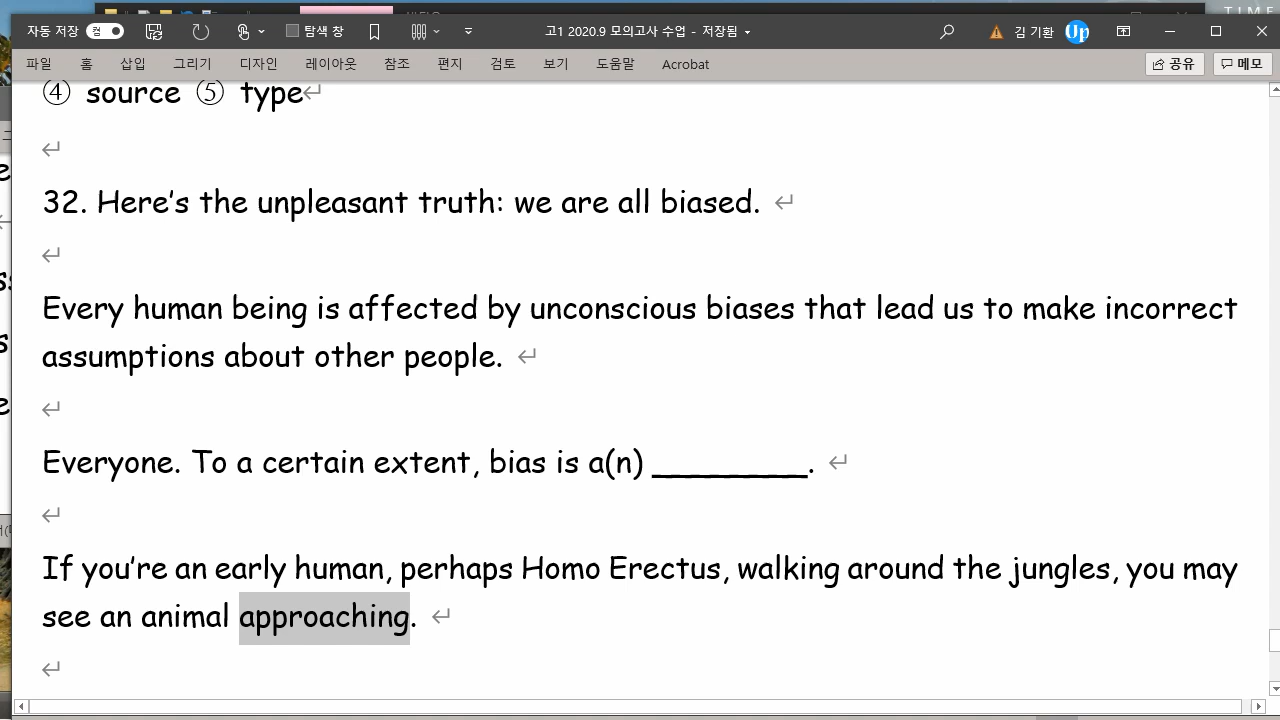 TIME
자동 저장 컴 탐색 창 고1 2020.9 모의고사 수업 - 저장됨 김 기환 Up
파일 홈 삽입 그리기 디자인 레이아웃 참조 편지 검토 보기 도움말 Acrobat 공유 메모
④ source ⑤ type↵
↵
32. Here's the unpleasant truth: we are all biased. ↵
↵
Every human being is affected by unconscious biases that lead us to make incorrect
assumptions about other people. ↵
↵
Everyone. To a certain extent, bias is a(n) ________. ↵
↵
If you're an early human, perhaps Homo Erectus, walking around the jungles, you may
see an animal approaching. ↵
↵